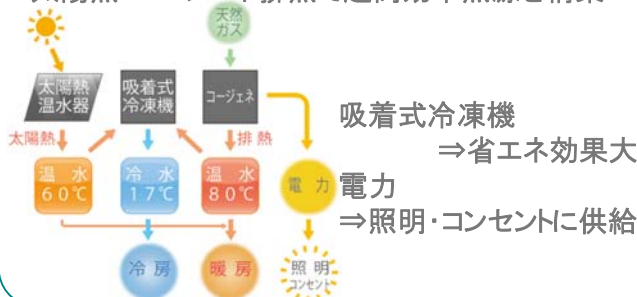 天然
ガス
太陽熱
温水器
吸着式
冷凍機
コージェネ
太陽熱
排熱
温水
60℃
冷水
17℃
温水
80℃
電力
冷房
暖房
照明
コンセント
吸着式冷凍機
⇒省エネ効果大
電力
⇒照明・コンセントに供給